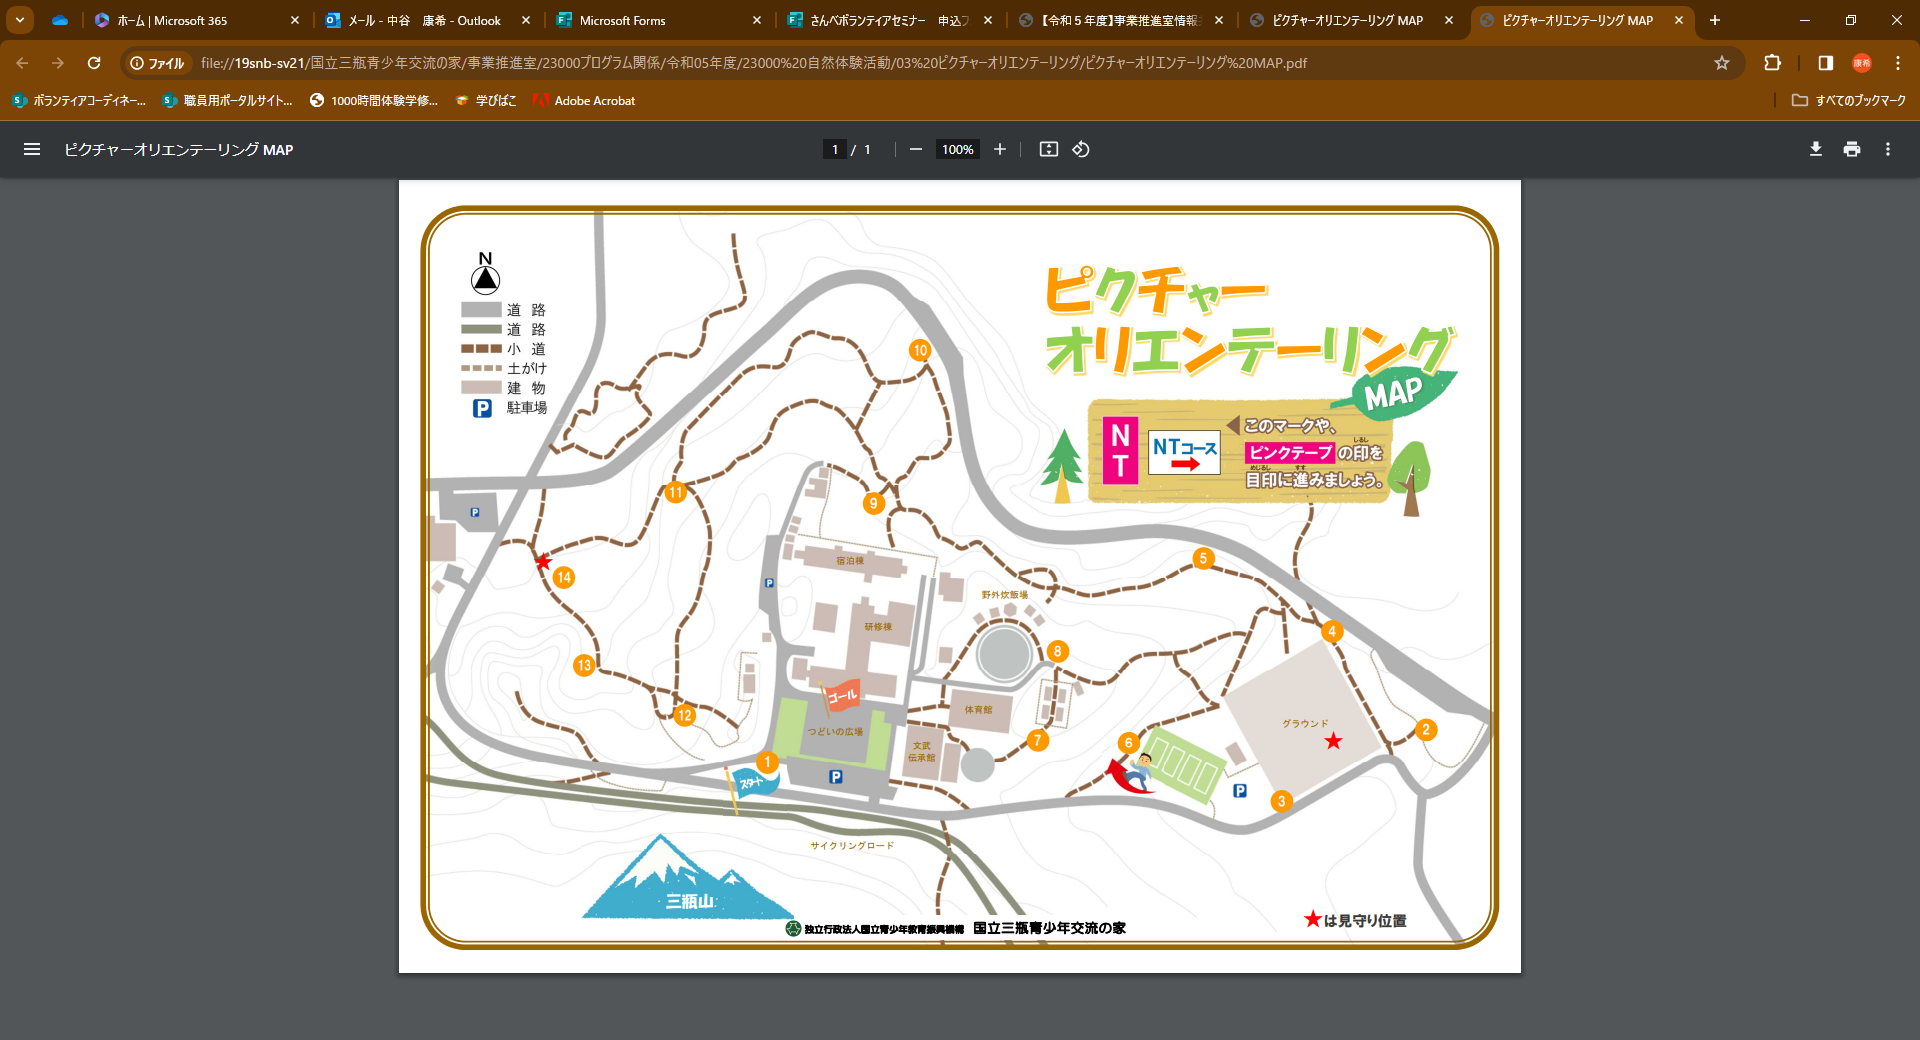 ホーム | Microsoft 365
メール - 中谷 康希 - Outlook
Microsoft Forms
さんべボランティアセミナー 申込フ
【令和５年度】事業推進室情報
ピクチャーオリエンテーリング MAP
ピクチャーオリエンテーリング MAP
ファイル
file://19snb-sv21/国立三瓶青少年交流の家/事業推進室/23000プログラム関係/令和05年度/23000%20自然体験活動/03%20ピクチャーオリエンテーリング/ピクチャーオリエンテーリング%20MAP.pdf
康希
ボランティアコーディネー...
職員用ポータルサイト...
1000時間体験学修...
学びばこ
Adobe Acrobat
すべてのブックマーク
ピクチャーオリエンテーリング MAP
1 / 1
100%
N
道 路
道 路
小 道
土がけ
建 物
P 駐車場
ピクチャー
オリエンテーリング
MAP
NT
NTコース
このマークや、
ピンクテープの印を
しるし
目印に進みましょう。
めじるし
すす
10
11
9
5
14
4
13
8
12
7
6
2
1
3
P
P
P
P
宿泊棟
野外炊飯場
研修棟
ゴール
つどいの広場
体育館
文武
伝承館
グラウンド
スタート
サイクリングロード
三瓶山
独立行政法人国立青少年教育振興機構 国立三瓶青少年交流の家
★は見守り位置